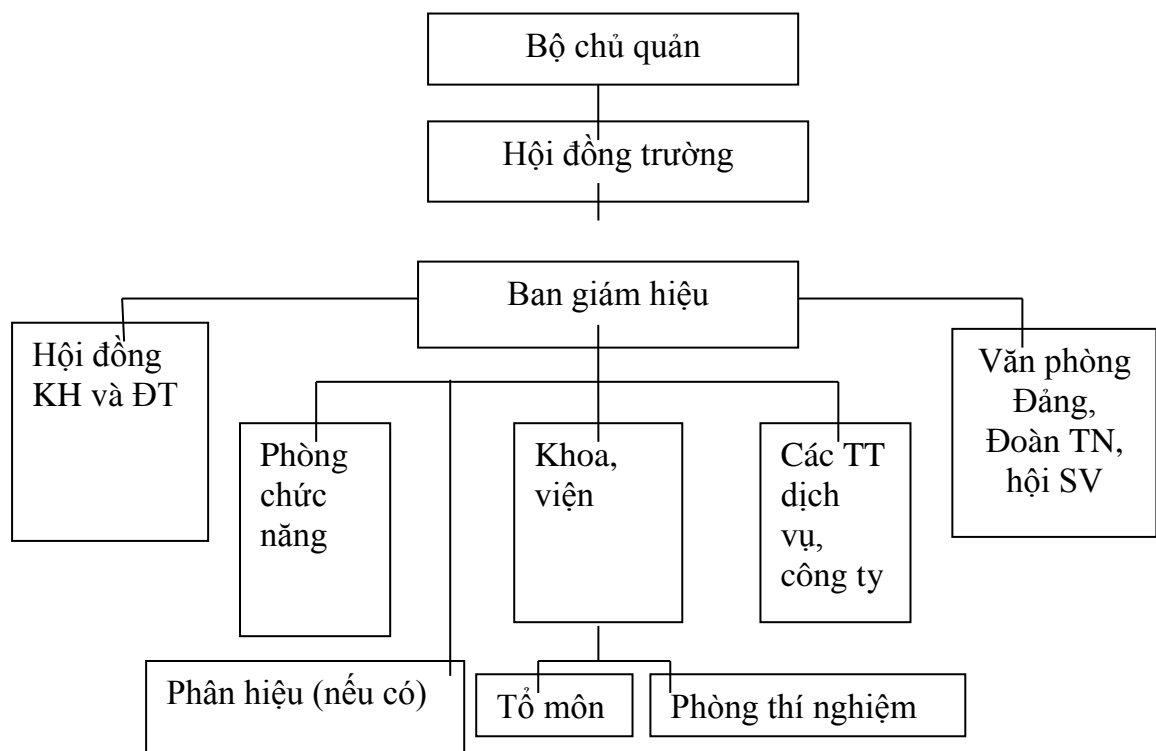 Bộ chủ quản
Hội đồng trường
Ban giám hiệu
Hội đồng
KH và ĐT
Văn phòng
Đảng,
Đoàn TN,
hội SV
Phòng
chức
năng
Khoa,
viện
Các TT
dịch
vụ,
công ty
Phân hiệu (nếu có)
Tổ môn
Phòng thí nghiệm